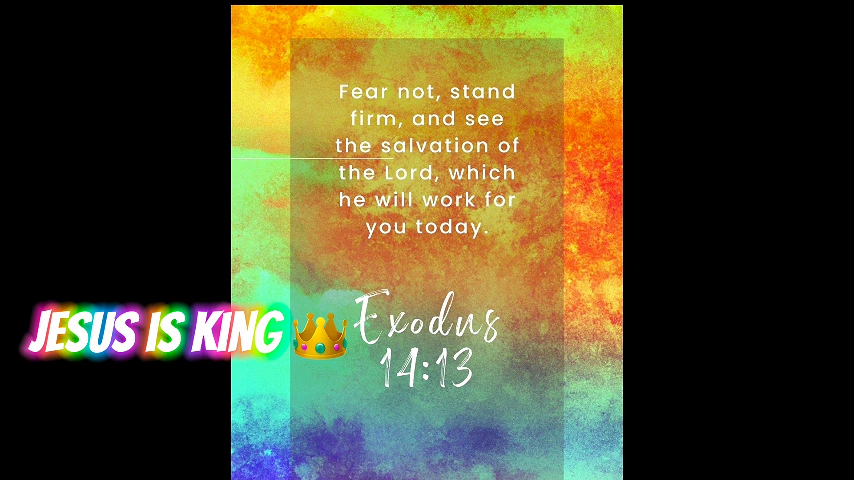 Fear not, stand
firm, and see
the salvation of
the Lord, which
he will work for
you today.
JESUS IS KING👑
Exodus
14:13